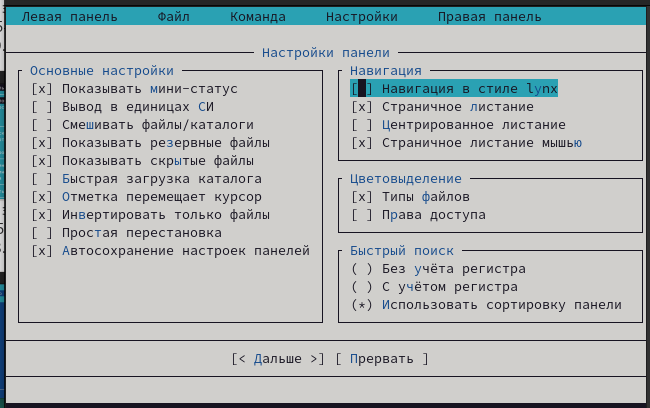 Левая панель Файл Команда Настройки Правая панель
Настройки панели
Основные настройки
[x] Показывать мини-статус
[ ] Вывод в единицах СИ
[ ] Смешивать файлы/каталоги
[x] Показывать резервные файлы
[x] Показывать скрытые файлы
[ ] Быстрая загрузка каталога
[x] Отметка перемещает курсор
[x] Инвертировать только файлы
[ ] Простая перестановка
[x] Автосохранение настроек панелей
Навигация
[ ] Навигация в стиле lynx
[x] Страничное листание
[ ] Центрированное листание
[x] Страничное листание мышью
Цветовыделение
[x] Типы файлов
[ ] Права доступа
Быстрый поиск
( ) Без учёта регистра
( ) С учётом регистра
(*) Использовать сортировку панели
[< Дальше >] [ Прервать ]